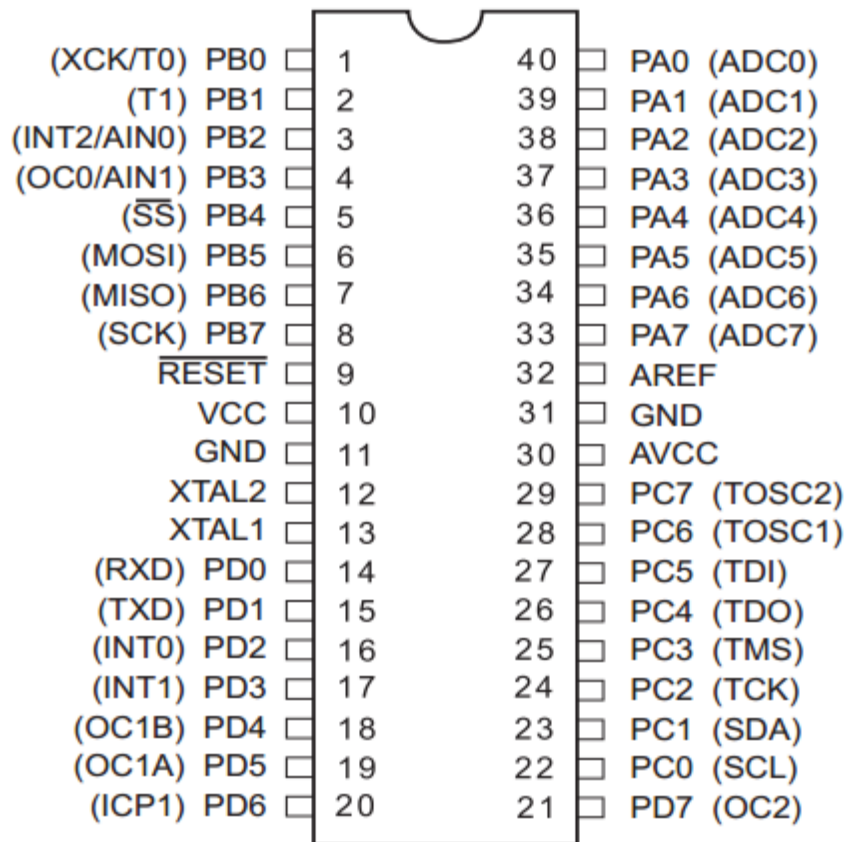 (XCK/T0) PB0 1 40 PA0 (ADC0)
(T1) PB1 2 39 PA1 (ADC1)
(INT2/AIN0) PB2 3 38 PA2 (ADC2)
(OC0/AIN1) PB3 4 37 PA3 (ADC3)
(S̅S̅) PB4 5 36 PA4 (ADC4)
(MOSI) PB5 6 35 PA5 (ADC5)
(MISO) PB6 7 34 PA6 (ADC6)
(SCK) PB7 8 33 PA7 (ADC7)
R̅E̅S̅E̅T̅ 9 32 AREF
VCC 10 31 GND
GND 11 30 AVCC
XTAL2 12 29 PC7 (TOSC2)
XTAL1 13 28 PC6 (TOSC1)
(RXD) PD0 14 27 PC5 (TDI)
(TXD) PD1 15 26 PC4 (TDO)
(INT0) PD2 16 25 PC3 (TMS)
(INT1) PD3 17 24 PC2 (TCK)
(OC1B) PD4 18 23 PC1 (SDA)
(OC1A) PD5 19 22 PC0 (SCL)
(ICP1) PD6 20 21 PD7 (OC2)